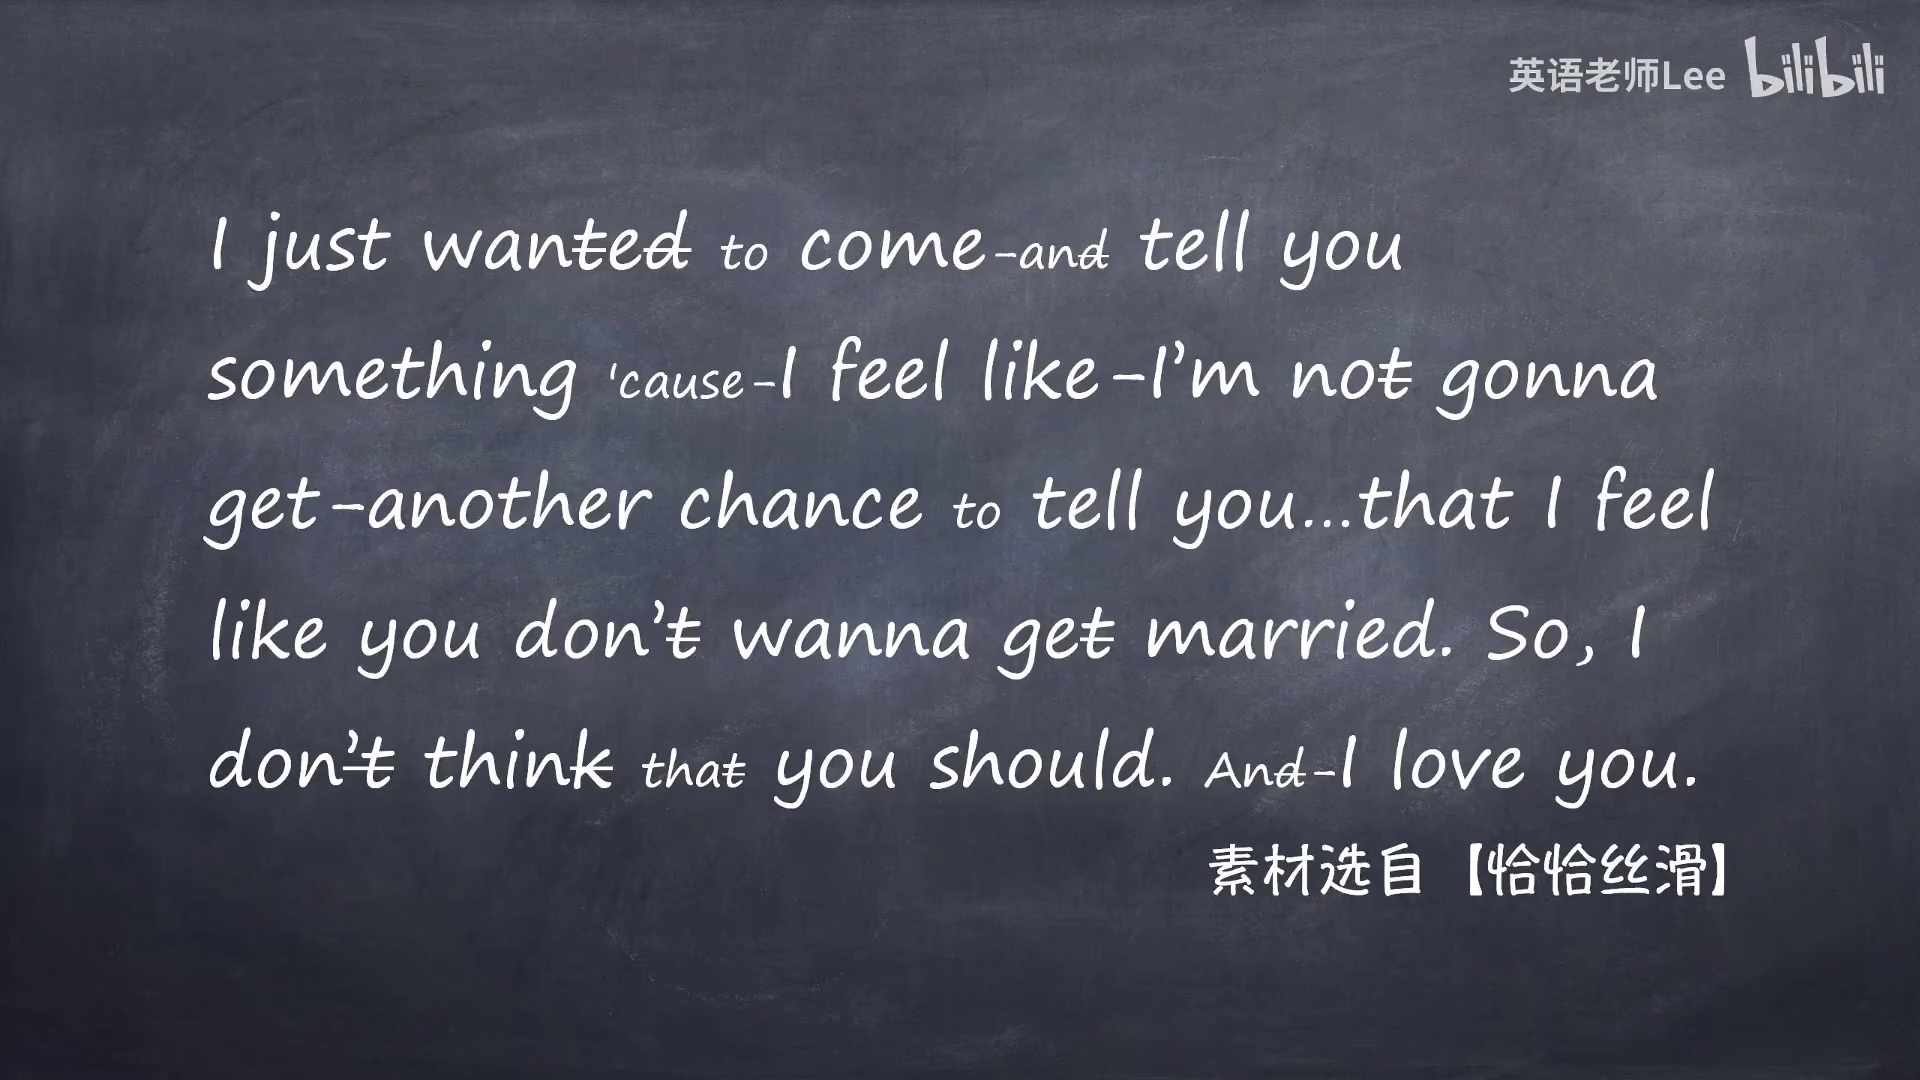 英语老师Lee bilibili
I just wanted to come-and tell you
something 'cause-I feel like-I’m not gonna
get-another chance to tell you...that I feel
like you don’t wanna get married. So, I
don’t think that you should. And-I love you.
素材选自【恰恰丝滑】